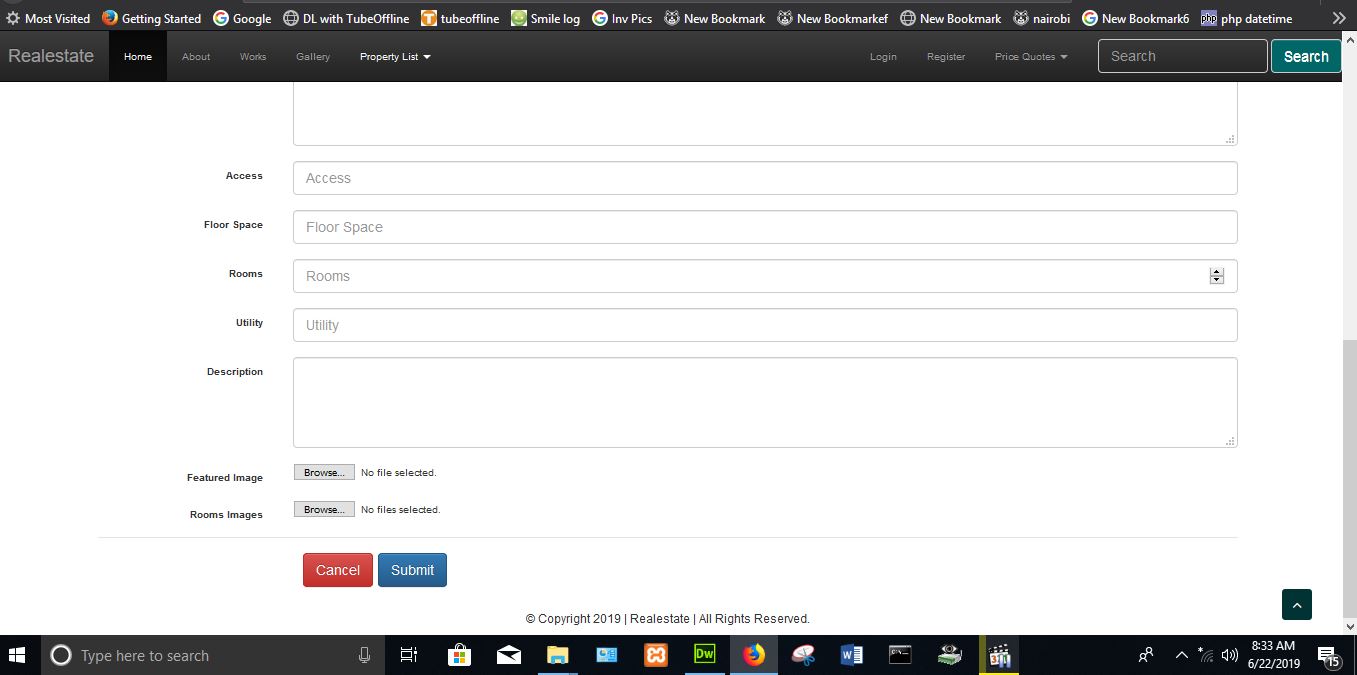 Most Visited Getting Started Google DL with TubeOffline tubeoffline Smile log Inv Pics New Bookmark New Bookmarkef New Bookmark nairobi New Bookmark6 php php datetime
Realestate Home About Works Gallery Property List Login Register Price Quotes Search Search
Access Access
Floor Space Floor Space
Rooms Rooms
Utility Utility
Description
Featured Image Browse... No file selected.
Rooms Images Browse... No files selected.
Cancel Submit
© Copyright 2019 | Realestate | All Rights Reserved.
Type here to search Dw 8:33 AM
6/22/2019 15